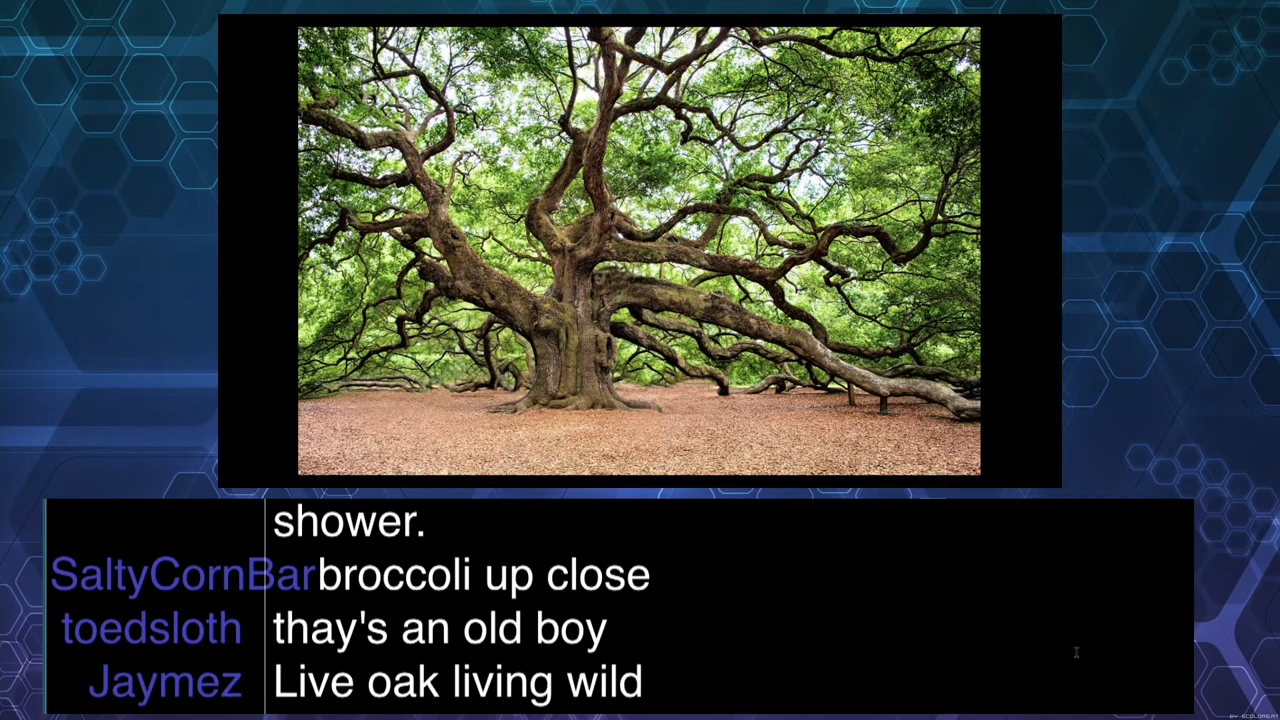 shower.
SaltyCornBar broccoli up close
toedsloth thay's an old boy
Jaymez Live oak living wild